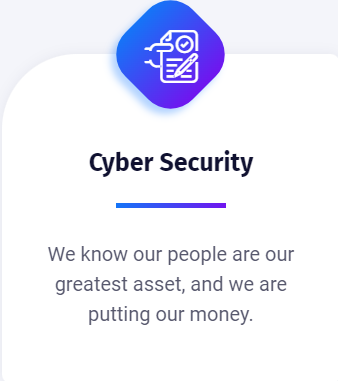 Cyber Security
We know our people are our
greatest asset, and we are
putting our money.